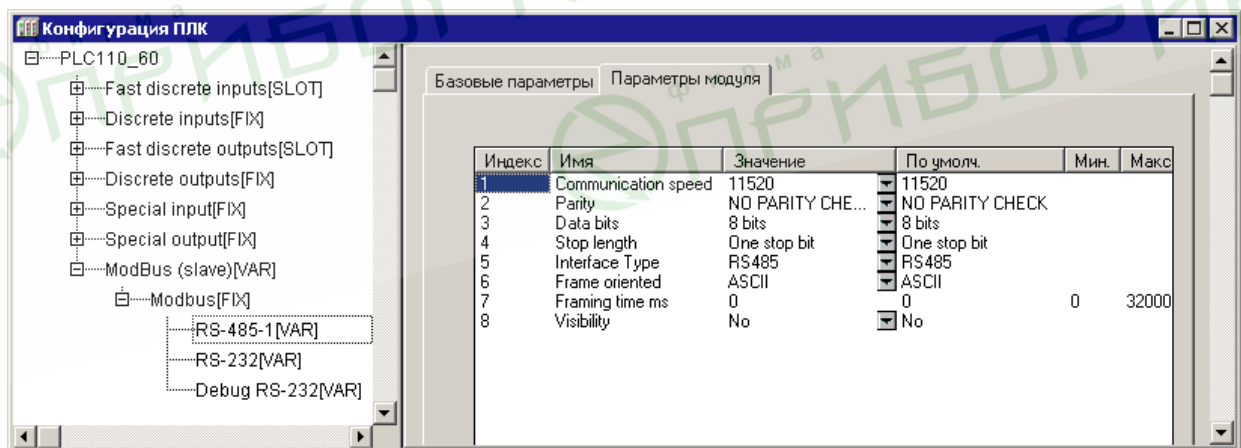 Конфигурация ПЛК
PLC110_60
Fast discrete inputs[SLOT]
Discrete inputs[FIX]
Fast discrete outputs[SLOT]
Discrete outputs[FIX]
Special input[FIX]
Special output[FIX]
ModBus (slave)[VAR]
Modbus[FIX]
RS-485-1[VAR]
RS-232[VAR]
Debug RS-232[VAR]
Базовые параметры Параметры модуля
Индекс Имя Значение По умолч. Мин. Макс
1 Communication speed 11520 11520
2 Parity NO PARITY CHE... NO PARITY CHECK
3 Data bits 8 bits 8 bits
4 Stop length One stop bit One stop bit
5 Interface Type RS485 RS485
6 Frame oriented ASCII ASCII
7 Framing time ms 0 0 0 32000
8 Visibility No No
фирма
ПРИБОРИ